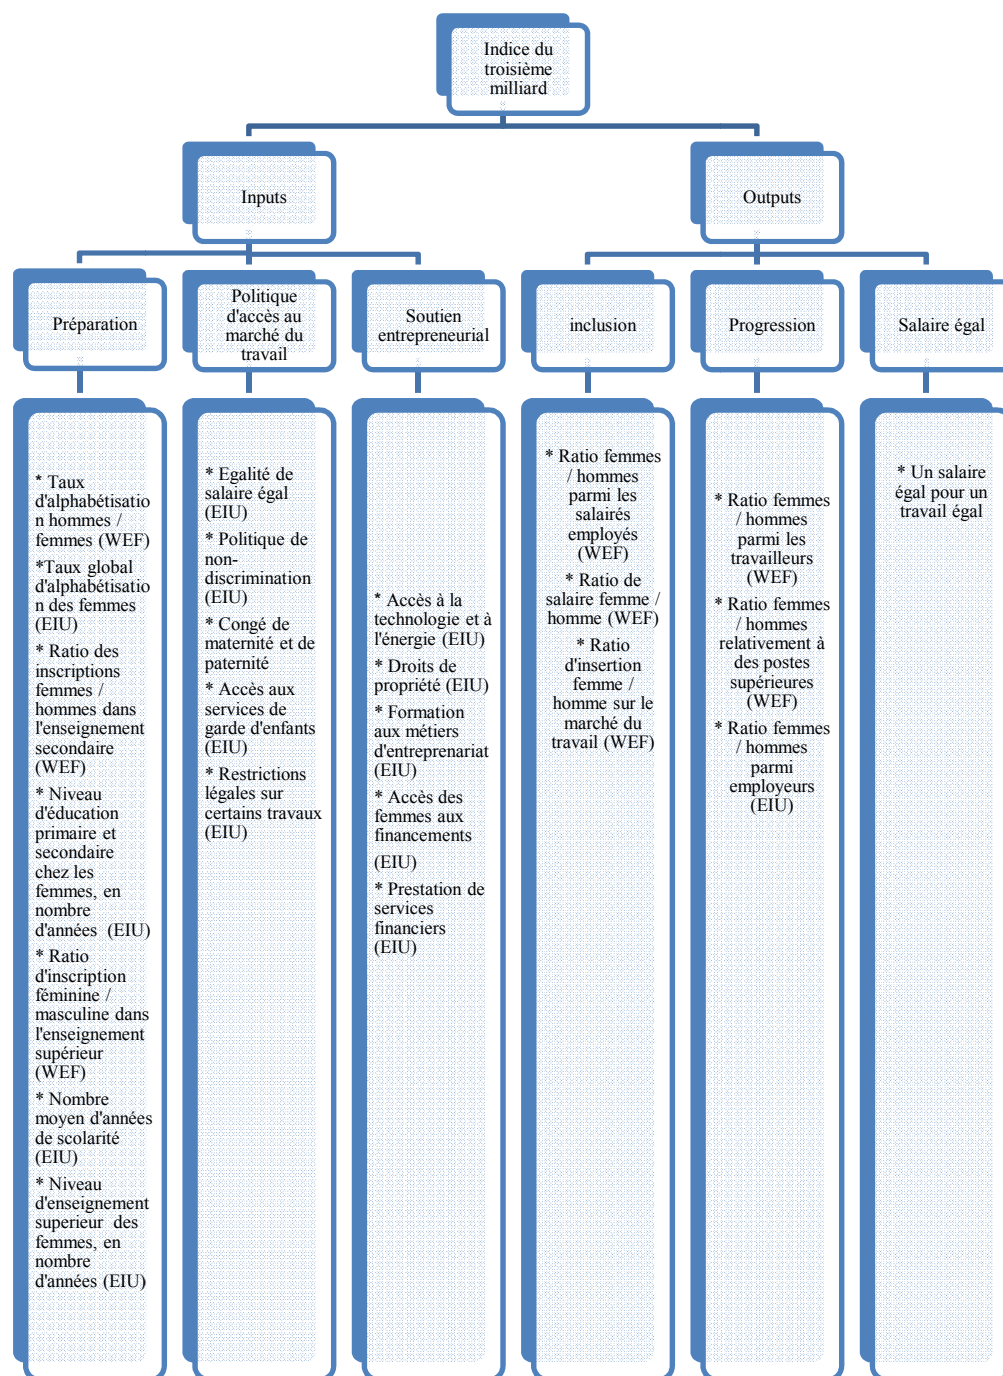 Indice du
troisième
milliard
Inputs
Outputs
Préparation
Politique
d'accès au
marché du
travail
Soutien
entrepreneurial
inclusion
Progression
Salaire égal
* Taux
d'alphabétisatio
n hommes /
femmes (WEF)
*Taux global
d'alphabétisatio
n des femmes
(EIU)
* Ratio des
inscriptions
femmes /
hommes dans
l'enseignement
secondaire
(WEF)
* Niveau
d'éducation
primaire et
secondaire
chez les
femmes, en
nombre
d'années (EIU)
* Ratio
d'inscription
féminine /
masculine dans
l'enseignement
supérieur
(WEF)
* Nombre
moyen d'années
de scolarité
(EIU)
* Niveau
d'enseignement
superieur des
femmes, en
nombre
d'années (EIU)
* Egalité de
salaire égal
(EIU)
* Politique de
non-
discrimination
(EIU)
* Congé de
maternité et de
paternité
* Accès aux
services de
garde d'enfants
(EIU)
* Restrictions
légales sur
certains travaux
(EIU)
* Accès à la
technologie et à
l'énergie (EIU)
* Droits de
propriété (EIU)
* Formation
aux métiers
d'entreprenariat
(EIU)
* Accès des
femmes aux
financements
(EIU)
* Prestation de
services
financiers
(EIU)
* Ratio femmes
/ hommes
parmi les
salairés
employés
(WEF)
* Ratio de
salaire femme /
homme (WEF)
* Ratio
d'insertion
femme /
homme sur le
marché du
travail (WEF)
* Ratio femmes
/ hommes
parmi les
travailleurs
(WEF)
* Ratio femmes
/ hommes
relativement à
des postes
supérieures
(WEF)
* Ratio femmes
/ hommes
parmi
employeurs
(EIU)
* Un salaire
égal pour un
travail égal